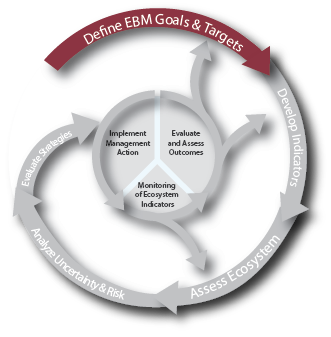 Define EBM Goals & Targets
Develop Indicators
Assess Ecosystem
Analyze Uncertainty & Risk
Evaluate Strategies
Implement
Management
Action
Evaluate
and Assess
Outcomes
Monitoring
of Ecosystem
Indicators